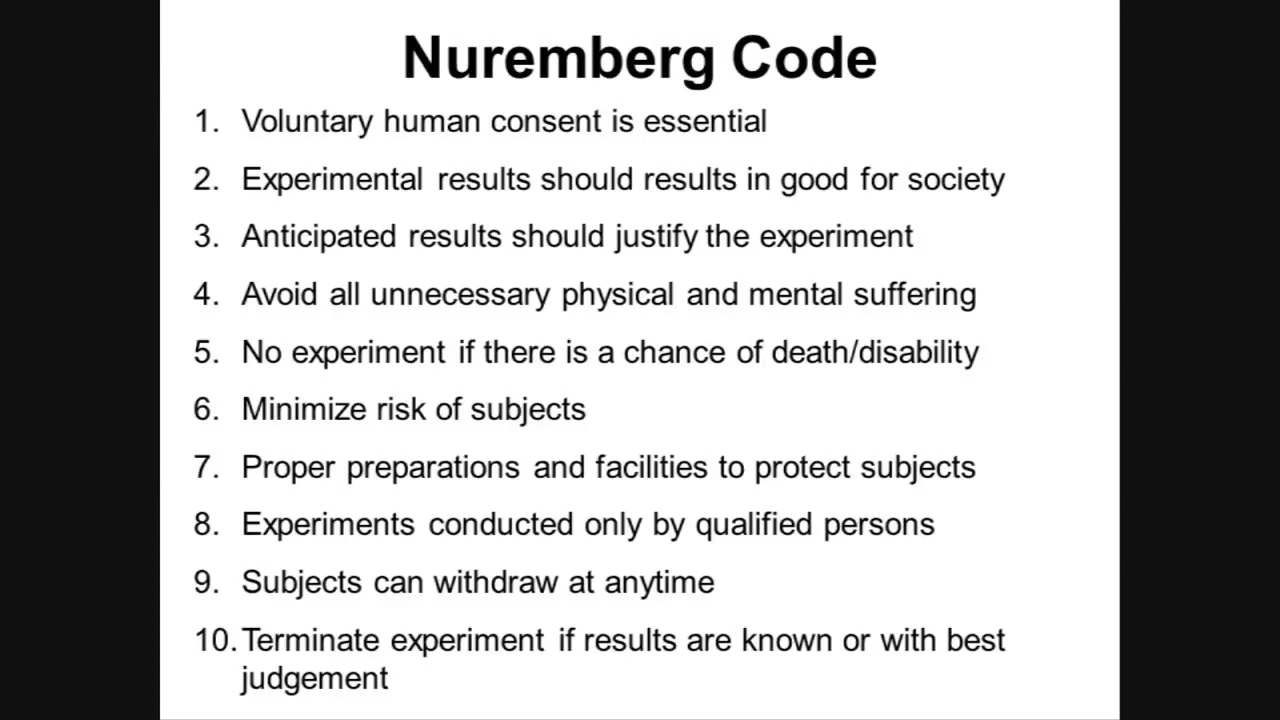 Nuremberg Code
1. Voluntary human consent is essential
2. Experimental results should results in good for society
3. Anticipated results should justify the experiment
4. Avoid all unnecessary physical and mental suffering
5. No experiment if there is a chance of death/disability
6. Minimize risk of subjects
7. Proper preparations and facilities to protect subjects
8. Experiments conducted only by qualified persons
9. Subjects can withdraw at anytime
10. Terminate experiment if results are known or with best
judgement